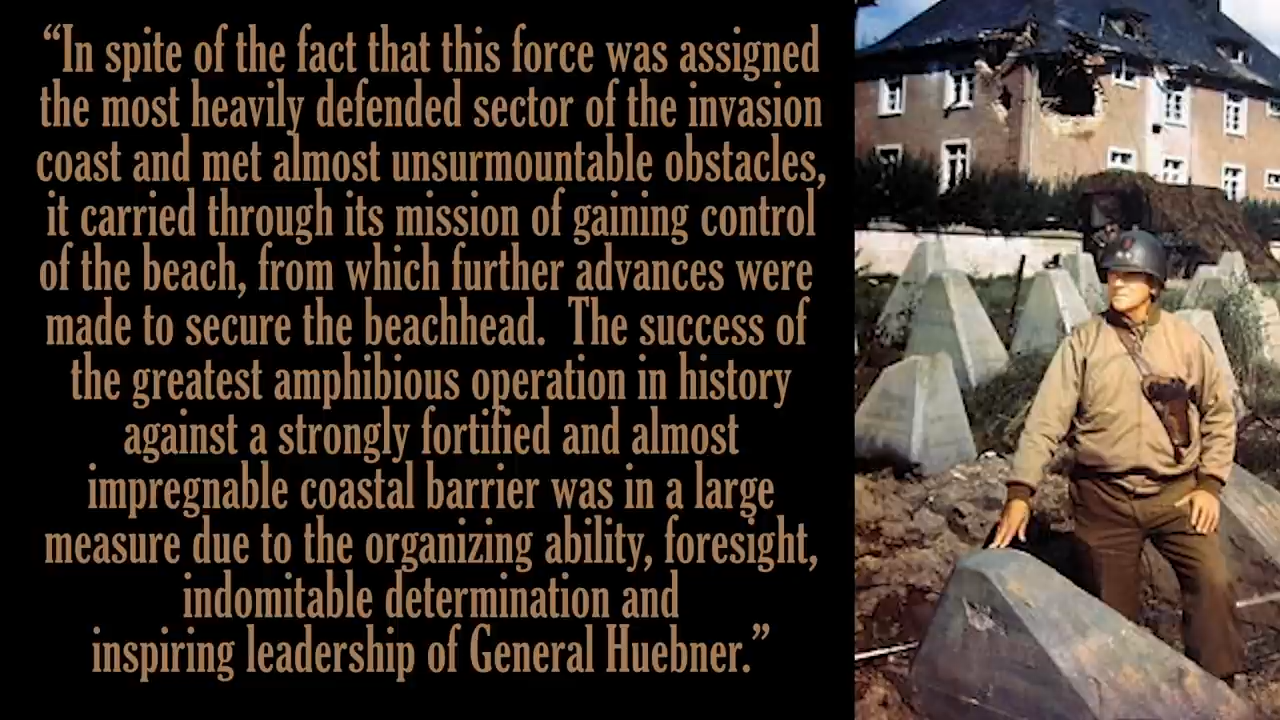 “In spite of the fact that this force was assigned
the most heavily defended sector of the invasion
coast and met almost unsurmountable obstacles,
it carried through its mission of gaining control
of the beach, from which further advances were
made to secure the beachhead.  The success of
the greatest amphibious operation in history
against a strongly fortified and almost
impregnable coastal barrier was in a large
measure due to the organizing ability, foresight,
indomitable determination and
inspiring leadership of General Huebner.”